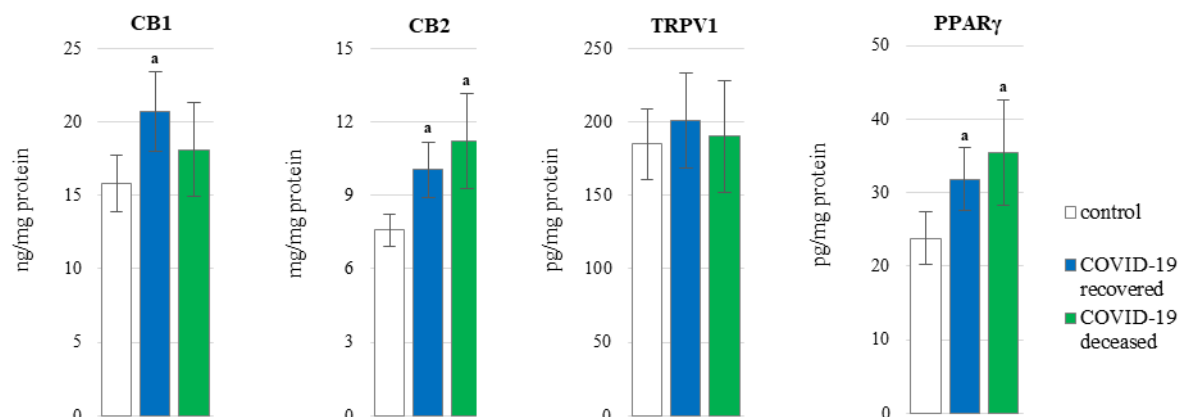 CB1
CB2
TRPV1
PPARγ
ng/mg protein
25
20
15
10
5
0
a
mg/mg protein
15
12
9
6
3
0
a
a
pg/mg protein
250
200
150
100
50
0
pg/mg protein
50
40
30
20
10
0
a
a
control
COVID-19
recovered
COVID-19
deceased